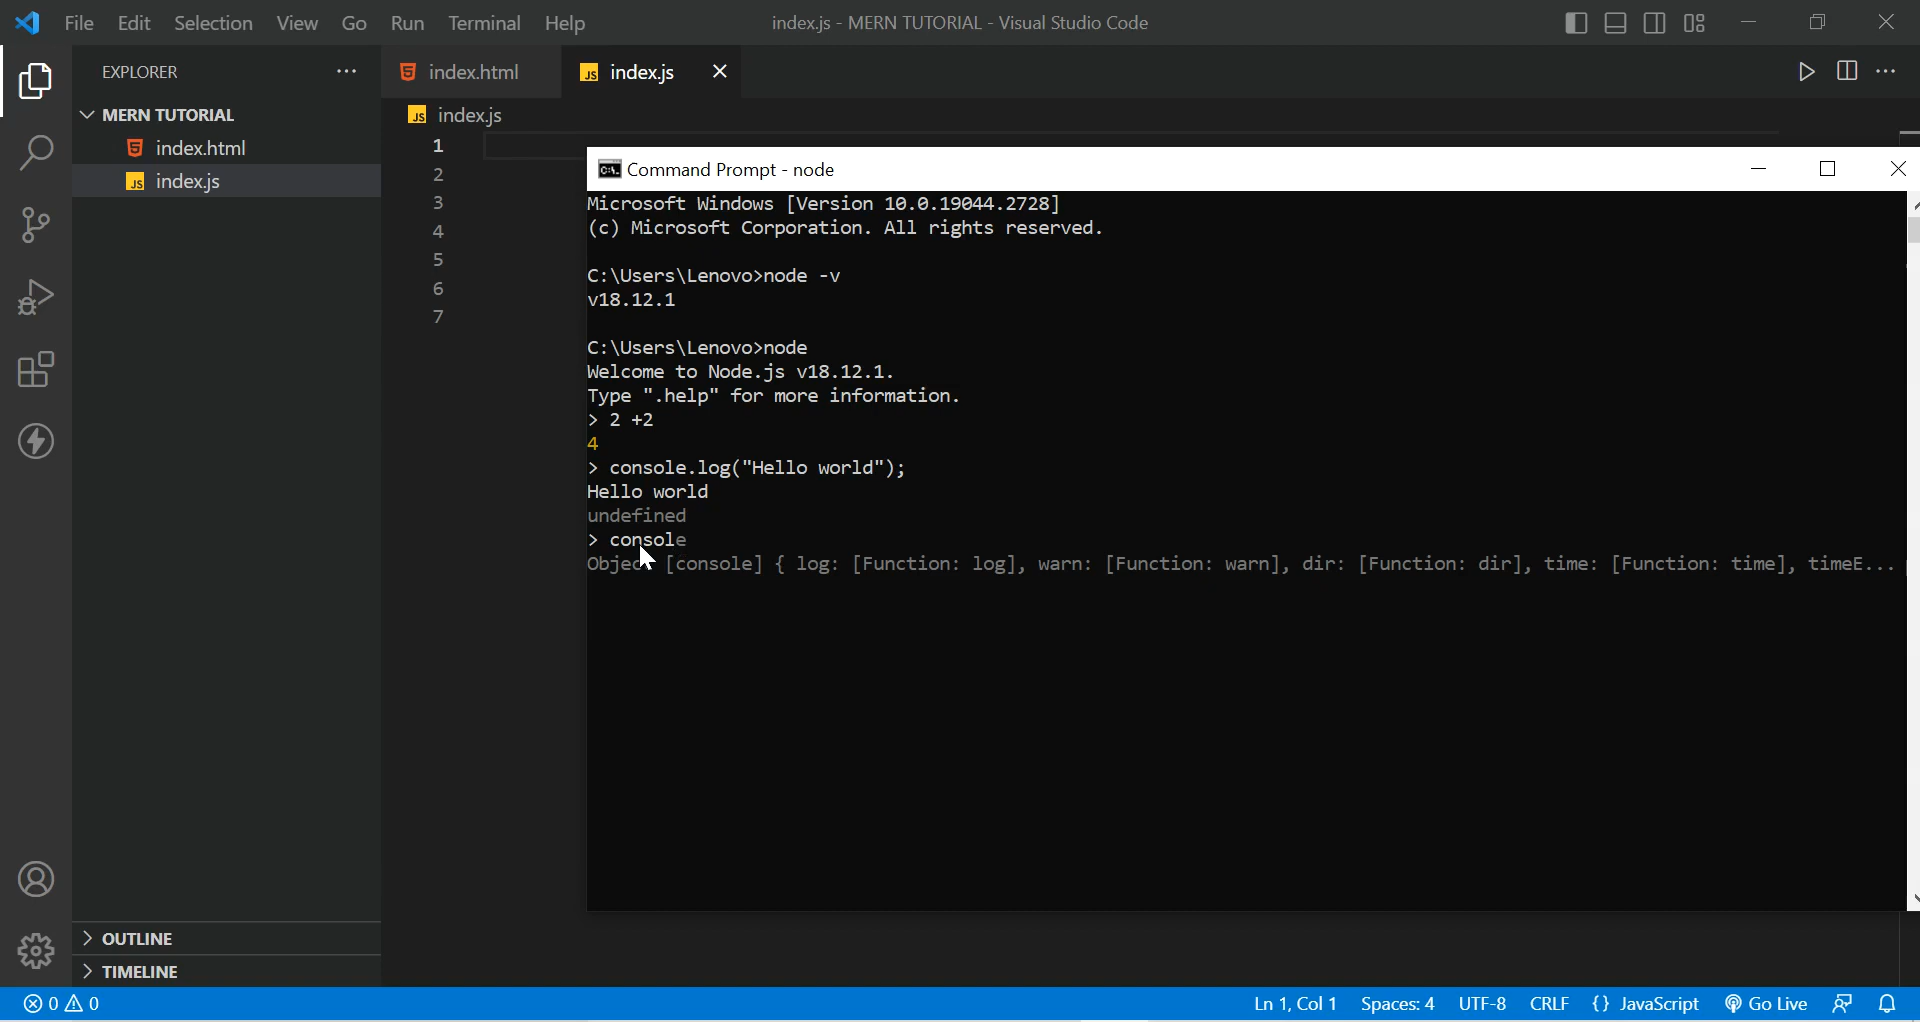 File Edit Selection View Go Run Terminal Help
index.js - MERN TUTORIAL - Visual Studio Code
EXPLORER
MERN TUTORIAL
index.html
index.js
index.html
index.js
index.js
1
2
3
4
5
6
7
Command Prompt - node
Microsoft Windows [Version 10.0.19044.2728]
(c) Microsoft Corporation. All rights reserved.
C:\Users\Lenovo>node -v
v18.12.1
C:\Users\Lenovo>node
Welcome to Node.js v18.12.1.
Type ".help" for more information.
> 2 +2
4
> console.log("Hello world");
Hello world
undefined
> console
Object [console] { log: [Function: log], warn: [Function: warn], dir: [Function: dir], time: [Function: time], timeE...
OUTLINE
TIMELINE
0 0
Ln 1, Col 1 Spaces: 4 UTF-8 CRLF {} JavaScript Go Live